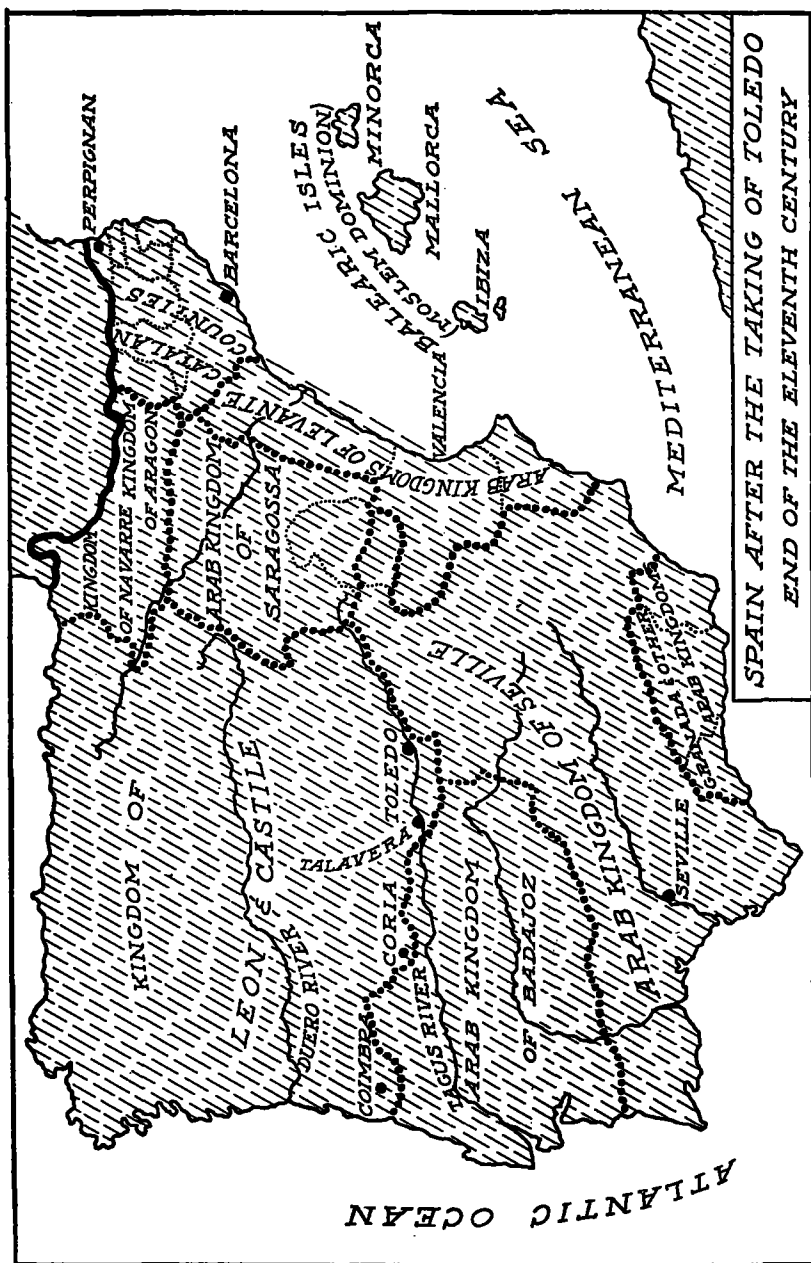 SPAIN AFTER THE TAKING OF TOLEDO
END OF THE ELEVENTH CENTURY
ATLANTIC OCEAN
MEDITERRANEAN SEA
KINGDOM OF
LEON & CASTILE
DUERO RIVER
COIMBRA
CORIA
TALAVERA
TOLEDO
TAGUS RIVER
ARAB KINGDOM
OF BADAJOZ
ARAB KINGDOM OF SEVILLE
SEVILLE
GRANADA & OTHER
ARAB KINGDOMS
KINGDOM
OF NAVARRE
KINGDOM
OF ARAGON
ARAB KINGDOM
OF
SARAGOSSA
CATALAN
COUNTIES
PERPIGNAN
BARCELONA
ARAB KINGDOMS OF LEVANTE
VALENCIA
BALEARIC ISLES
(MOSLEM DOMINION)
MINORCA
MALLORCA
IBIZA